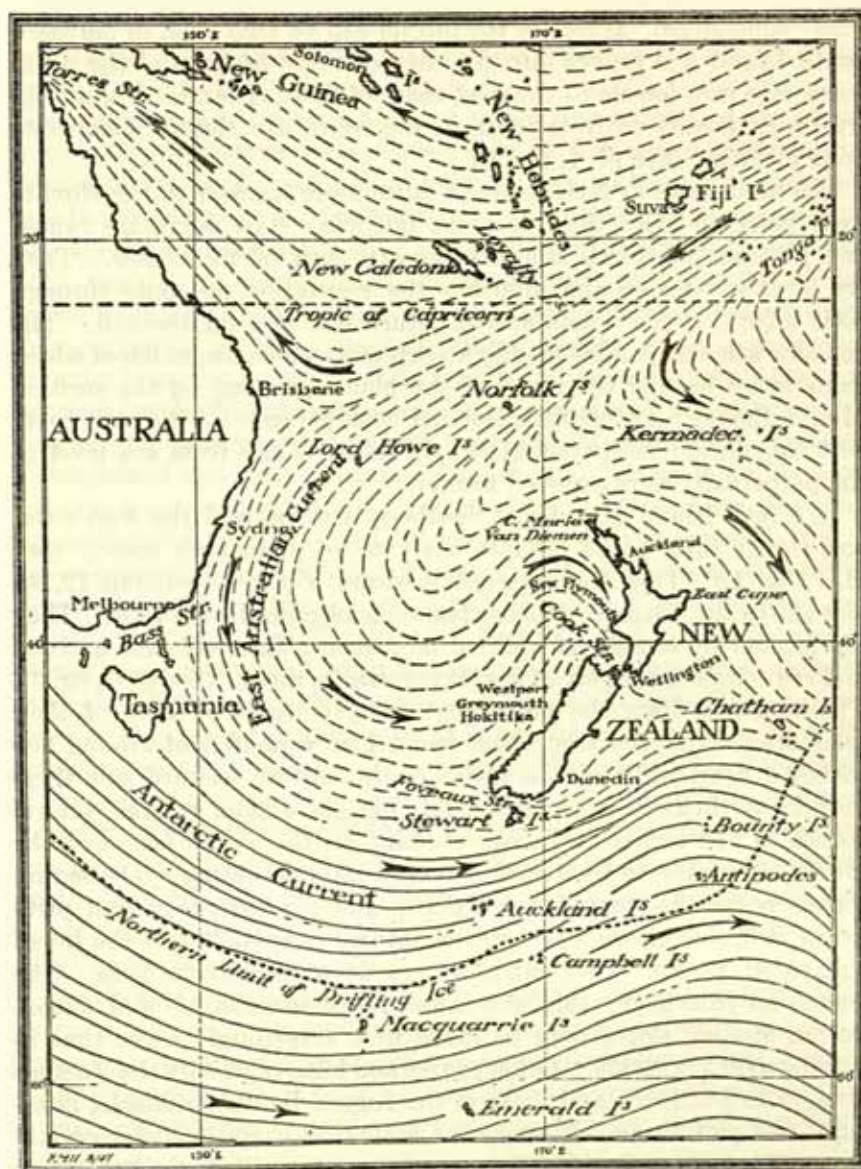 150°E
170°E
Torres Str.
New Guinea
Solomon Is
New Hebrides
Suva
Fiji Is
20°
Loyalty
Tonga Is
New Caledonia
Tropic of Capricorn
Brisbane
Norfolk Is
AUSTRALIA
Lord Howe Is
Kermadec Is
East Australian Current
Sydney
C. Maria
Van Diemen
Auckland
New Plymouth
East Cape
Melbourne
Bass Str.
Cook Str.
NEW
40
Wellington
Tasmania
Westport
Greymouth
Hokitika
Chatham Is
ZEALAND
Dunedin
Foveaux Str.
Stewart Is
Antarctic Current
Bounty Is
Antipodes
Auckland Is
Northern Limit of Drifting Ice
Campbell Is
Macquarrie Is
60°
60
Emerald Is
150°E
170°E